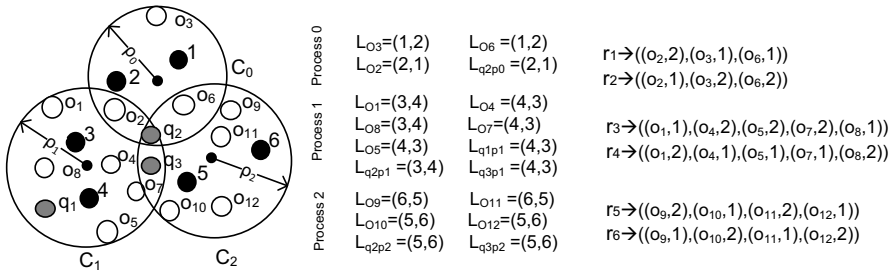 o3
1
C0
p0
2
o1
o2
o6
o9
3
q2
o11
6
p1
o8
o4
q3
p2
4
o7
5
q1
o10
o12
o5
C1
C2
Process 0
LO3=(1,2) LO6=(1,2)
LO2=(2,1) Lq2p0=(2,1)
Process 1
LO1=(3,4) LO4=(4,3)
LO8=(3,4) LO7=(4,3)
LO5=(4,3) Lq1p1=(4,3)
Lq2p1=(3,4) Lq3p1=(4,3)
Process 2
LO9=(6,5) LO11=(6,5)
LO10=(5,6) LO12=(5,6)
Lq2p2=(5,6) Lq3p2=(5,6)
r1→((o2,2),(o3,1),(o6,1))
r2→((o2,1),(o3,2),(o6,2))
r3→((o1,1),(o4,2),(o5,2),(o7,2),(o8,1))
r4→((o1,2),(o4,1),(o5,1),(o7,1),(o8,2))
r5→((o9,2),(o10,1),(o11,2),(o12,1))
r6→((o9,1),(o10,2),(o11,1),(o12,2))